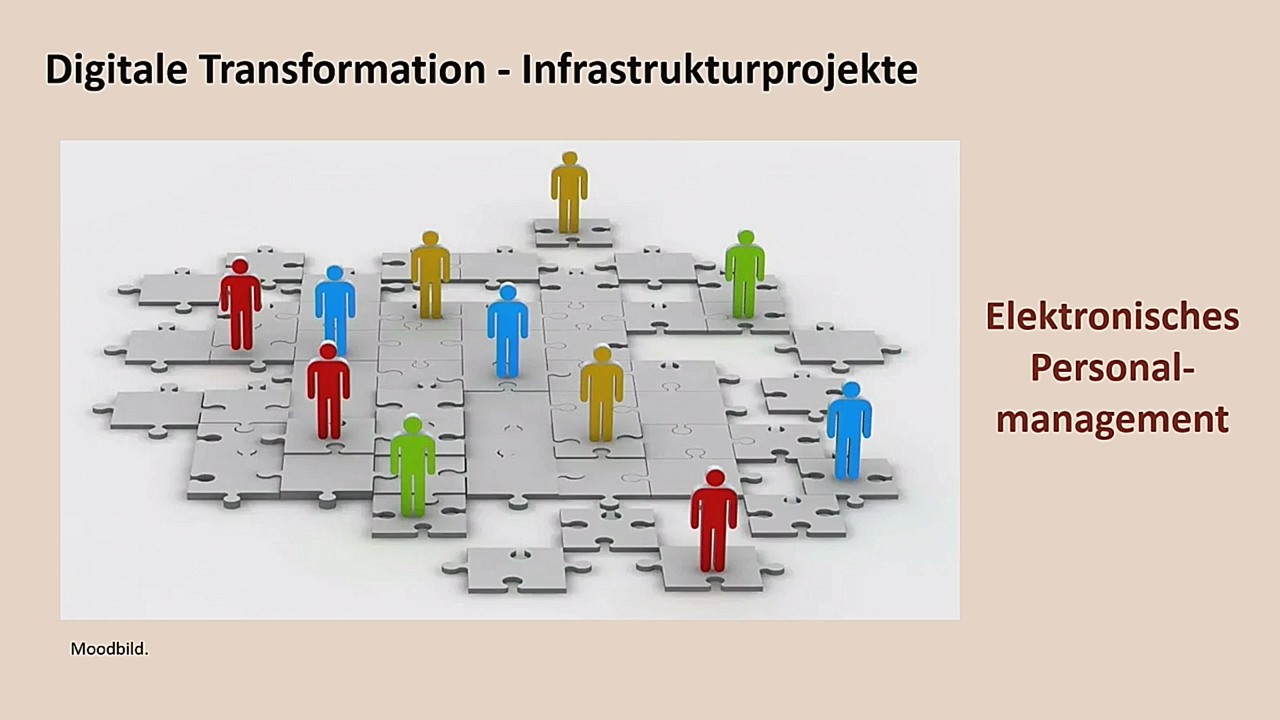 Digitale Transformation - Infrastrukturprojekte
Elektronisches
Personal-
management
Moodbild.